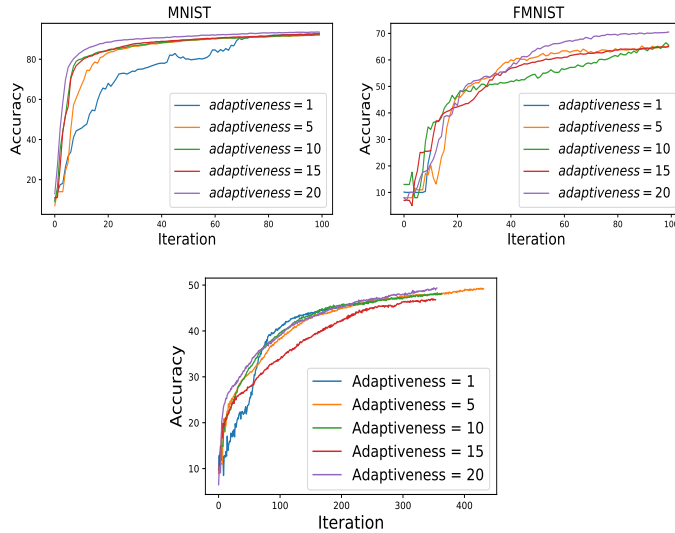 MNIST
FMNIST
Accuracy
80
60
40
20
0
20
40
60
80
100
Iteration
adaptiveness = 1
adaptiveness = 5
adaptiveness = 10
adaptiveness = 15
adaptiveness = 20
Accuracy
70
60
50
40
30
20
10
0
20
40
60
80
100
Iteration
adaptiveness = 1
adaptiveness = 5
adaptiveness = 10
adaptiveness = 15
adaptiveness = 20
Accuracy
50
40
30
20
10
0
100
200
300
400
Iteration
Adaptiveness = 1
Adaptiveness = 5
Adaptiveness = 10
Adaptiveness = 15
Adaptiveness = 20